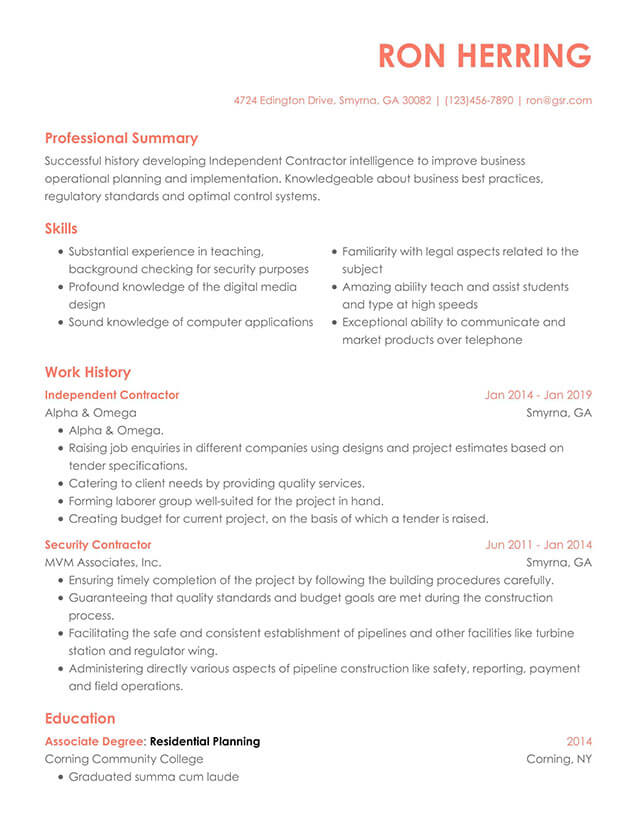 RON HERRING
4724 Edington Drive, Smyrna, GA 30082 | (123)456-7890 | ron@gsr.com
Professional Summary
Successful history developing Independent Contractor intelligence to improve business
operational planning and implementation. Knowledgeable about business best practices,
regulatory standards and optimal control systems.
Skills
• Substantial experience in teaching,
background checking for security purposes
• Profound knowledge of the digital media
design
• Sound knowledge of computer applications
• Familiarity with legal aspects related to the
subject
• Amazing ability teach and assist students
and type at high speeds
• Exceptional ability to communicate and
market products over telephone
Work History
Independent Contractor Jan 2014 - Jan 2019
Alpha & Omega Smyrna, GA
• Alpha & Omega.
• Raising job enquiries in different companies using designs and project estimates based on
tender specifications.
• Catering to client needs by providing quality services.
• Forming laborer group well-suited for the project in hand.
• Creating budget for current project, on the basis of which a tender is raised.
Security Contractor Jun 2011 - Jan 2014
MVM Associates, Inc. Smyrna, GA
• Ensuring timely completion of the project by following the building procedures carefully.
• Guaranteeing that quality standards and budget goals are met during the construction
process.
• Facilitating the safe and consistent establishment of pipelines and other facilities like turbine
station and regulator wing.
• Administering directly various aspects of pipeline construction like safety, reporting, payment
and field operations.
Education
Associate Degree: Residential Planning 2014
Corning Community College Corning, NY
• Graduated summa cum laude